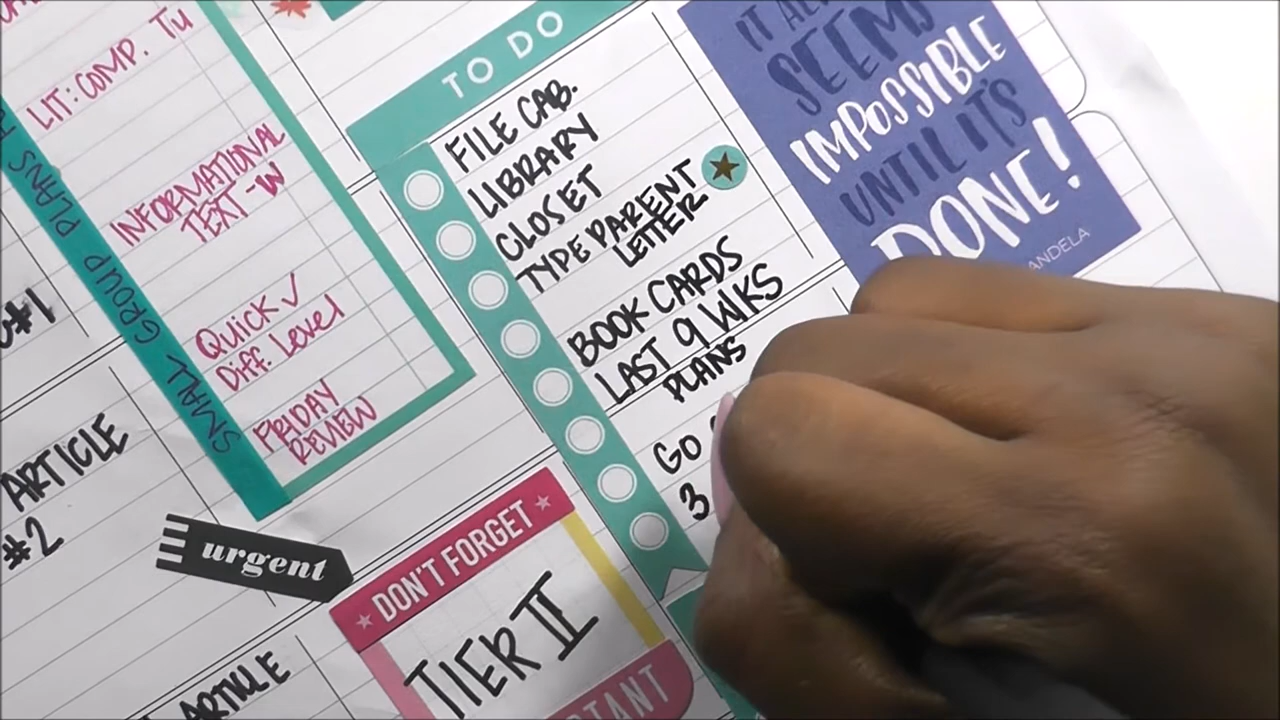 LIT: COMP. Tu
INFORMATIONAL
TEXT -W
Quick ✓
Diff. Level
FRIDAY
REVIEW
SMALL GROUP PLANS
#1
ARTICLE
#2
urgent
ARTICLE
TO DO
FILE CAB.
LIBRARY
CLOSET
TYPE PARENT
LETTER
BOOK CARDS
LAST 9 WKS
PLANS
GO
3
DON'T FORGET
TIER II
SEEMS
IMPOSSIBLE
UNTIL IT'S
DONE!